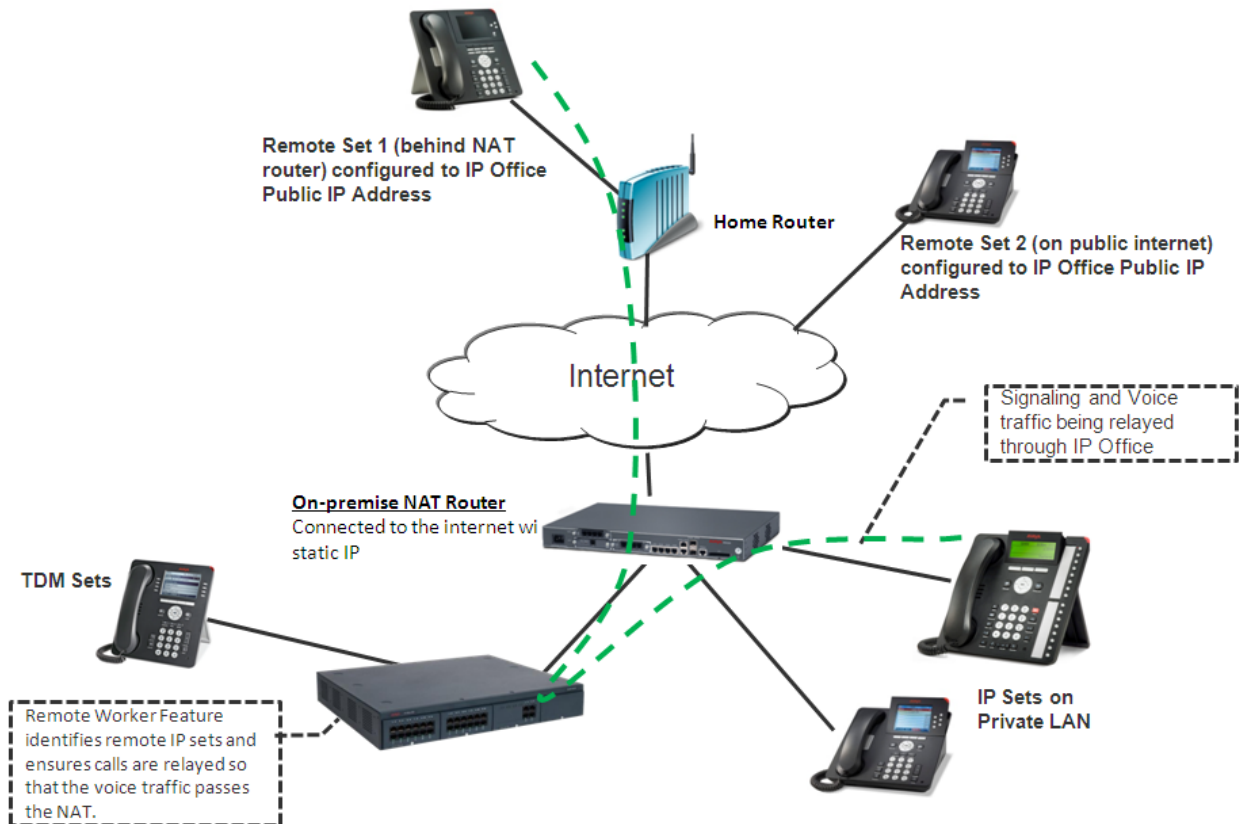 Remote Set 1 (behind NAT
router) configured to IP Office
Public IP Address
Home Router
Remote Set 2 (on public internet)
configured to IP Office Public IP
Address
Internet
Signaling and Voice
traffic being relayed
through IP Office
On-premise NAT Router
Connected to the internet wi
static IP
TDM Sets
IP Sets on
Private LAN
Remote Worker Feature
identifies remote IP sets and
ensures calls are relayed so
that the voice traffic passes
the NAT.